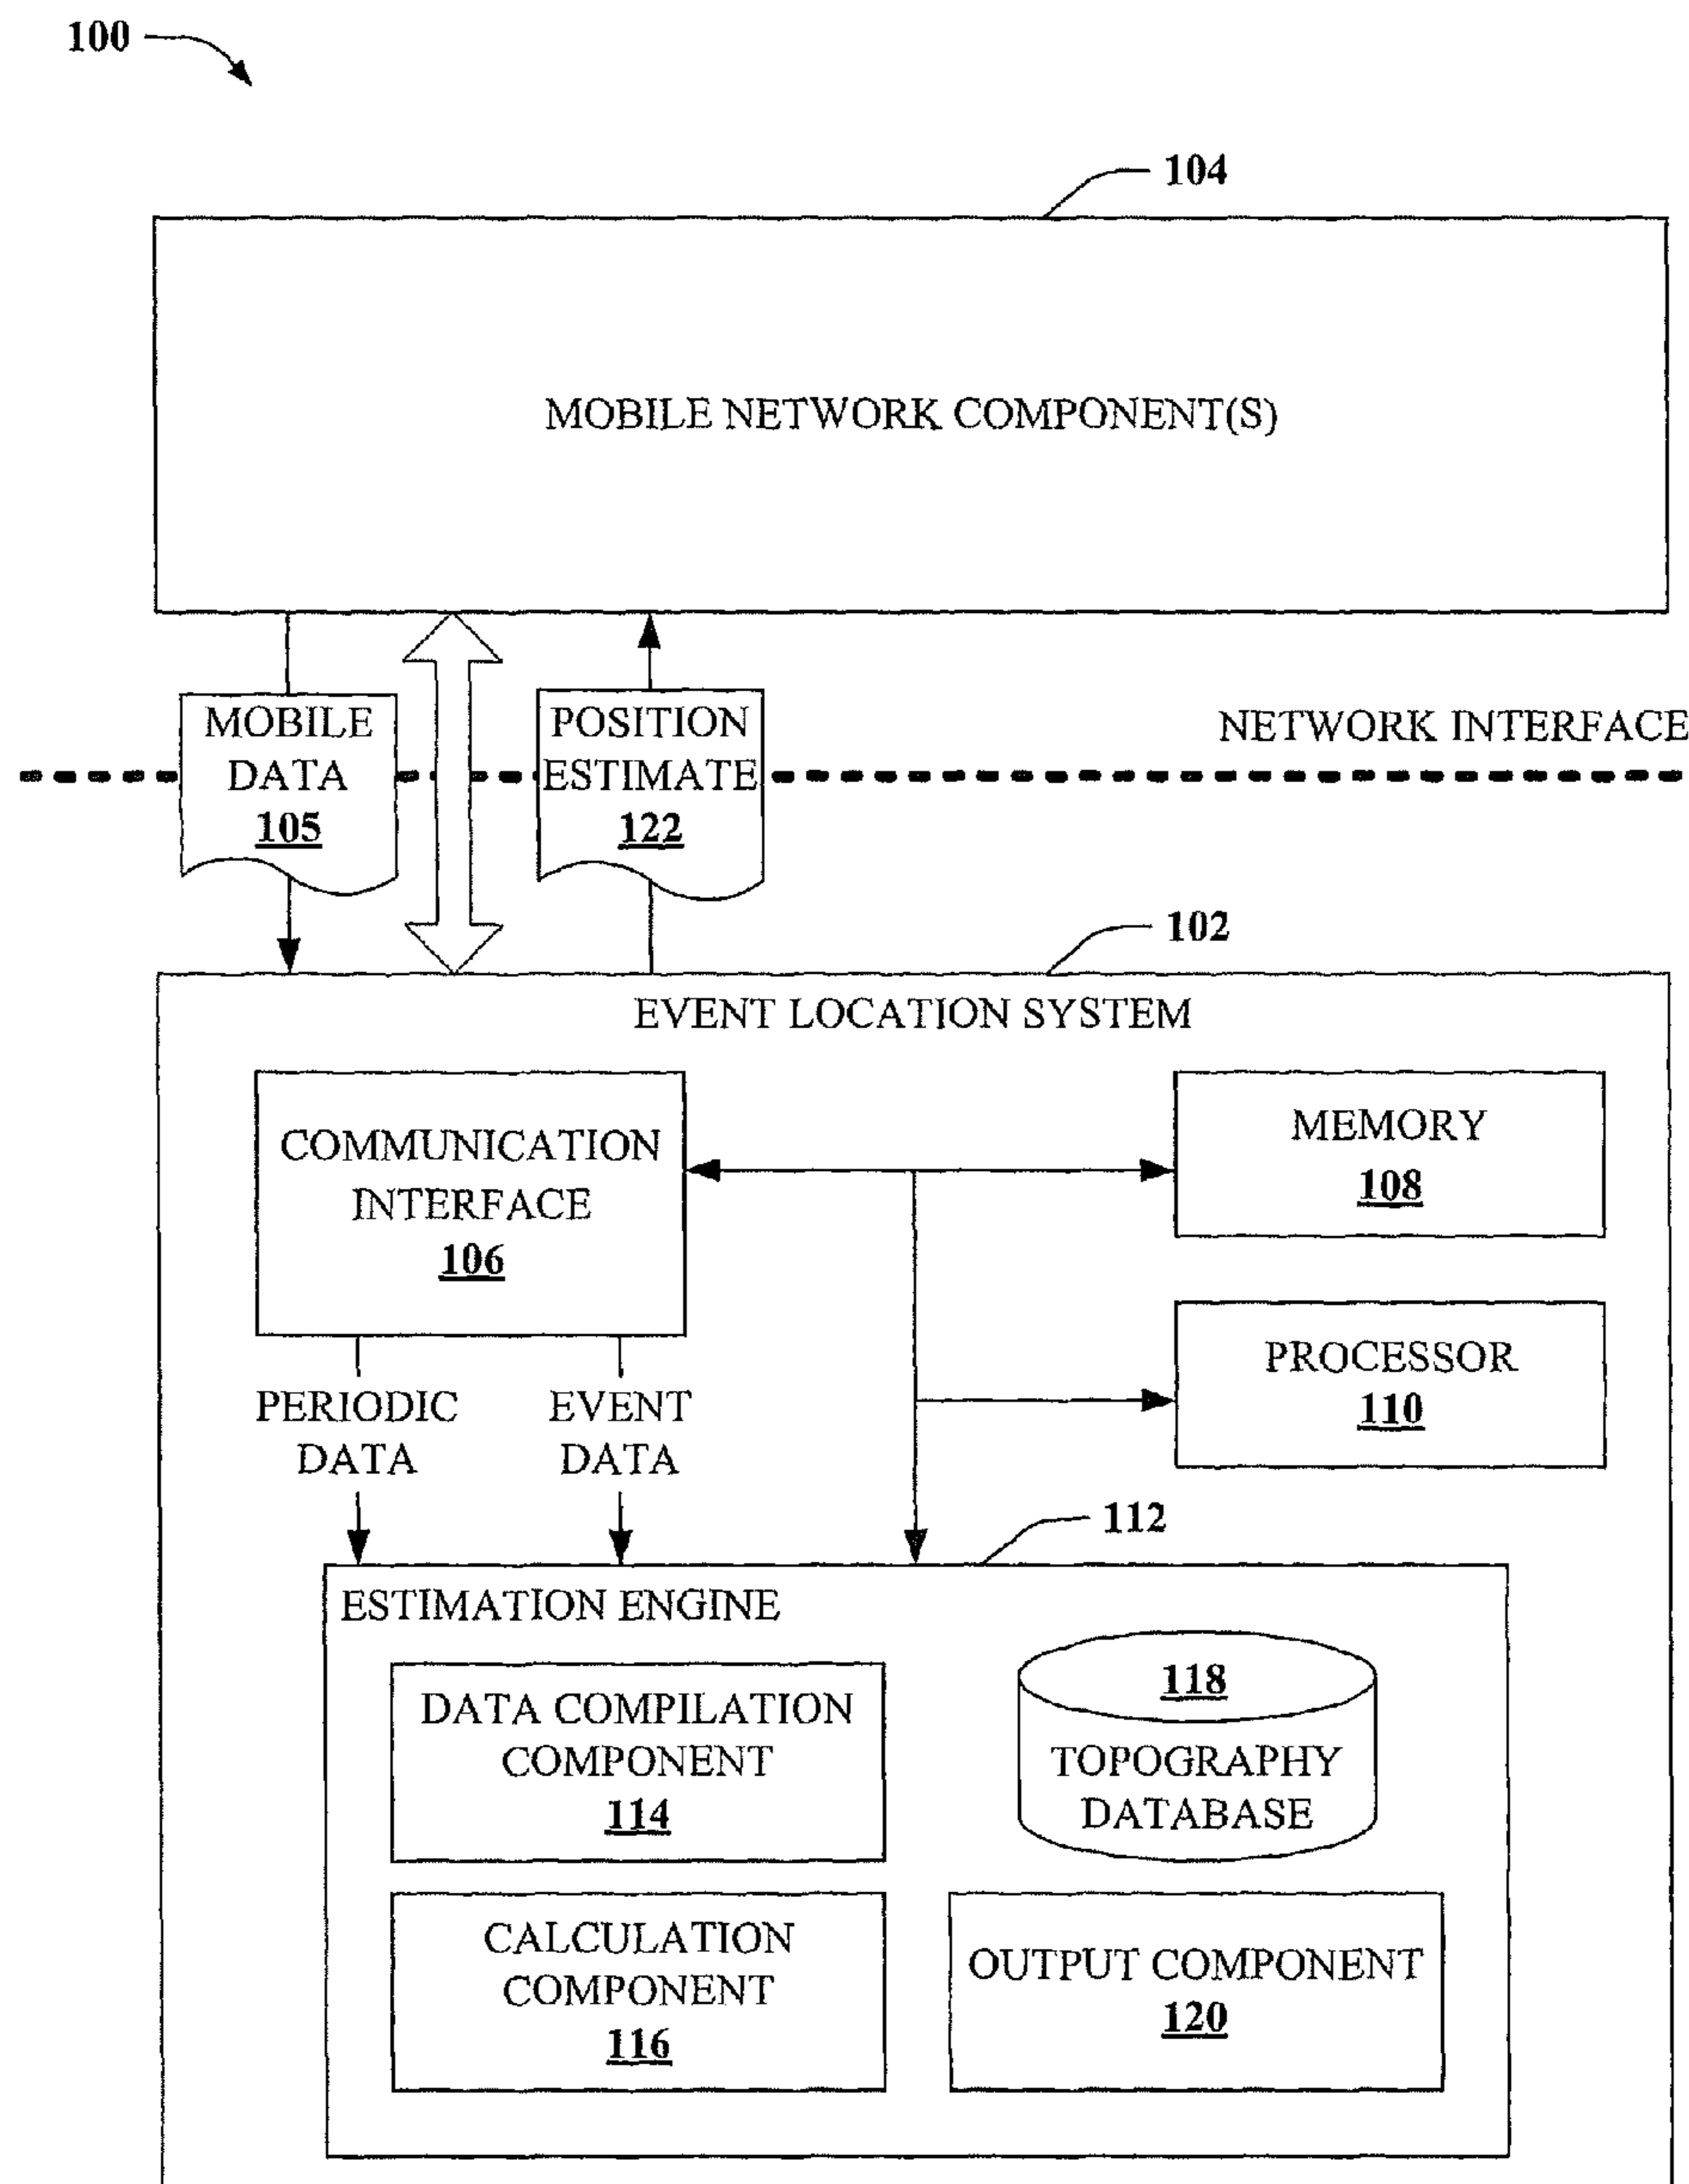 100
104
MOBILE NETWORK COMPONENT(S)
MOBILE
DATA
105
POSITION
ESTIMATE
122
NETWORK INTERFACE
102
EVENT LOCATION SYSTEM
COMMUNICATION
INTERFACE
106
MEMORY
108
PROCESSOR
110
PERIODIC
DATA
EVENT
DATA
112
ESTIMATION ENGINE
DATA COMPILATION
COMPONENT
114
118
TOPOGRAPHY
DATABASE
CALCULATION
COMPONENT
116
OUTPUT COMPONENT
120